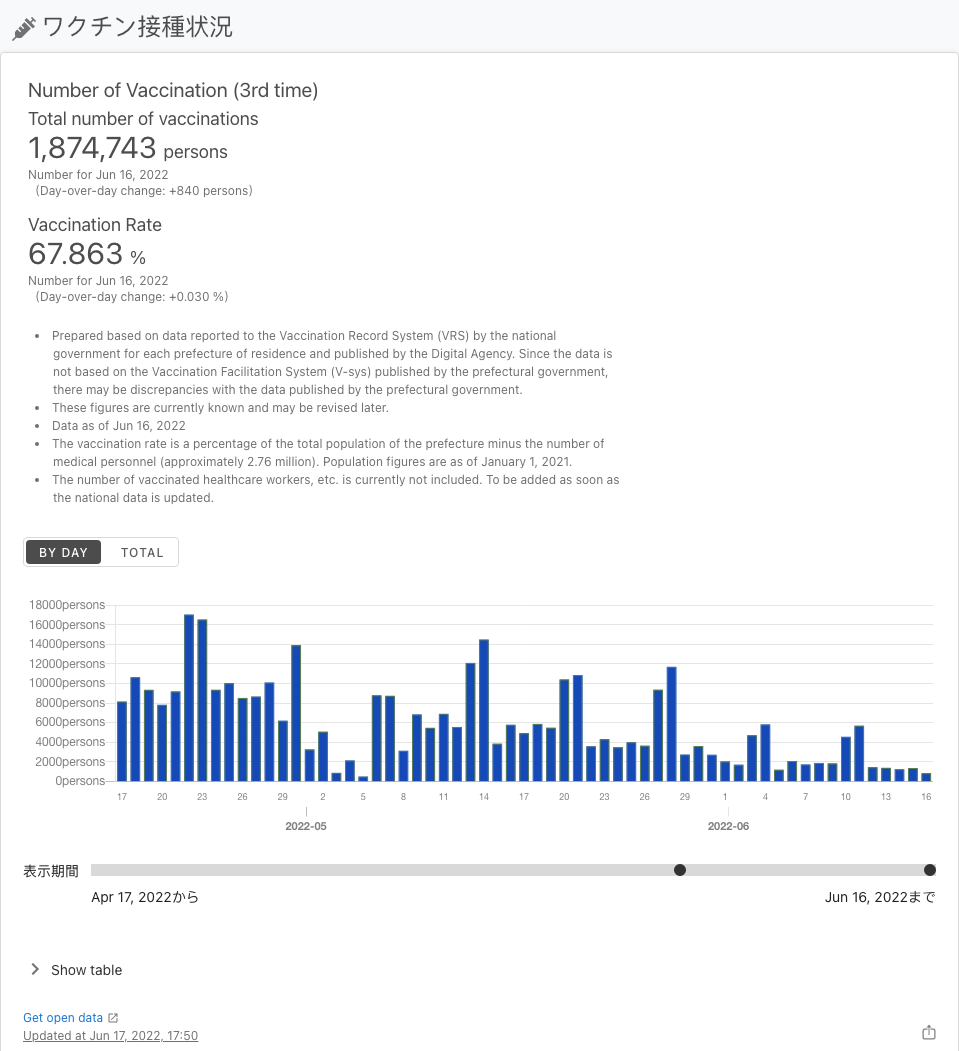 ワクチン接種状況
Number of Vaccination (3rd time)
Total number of vaccinations
1,874,743 persons
Number for Jun 16, 2022
(Day-over-day change: +840 persons)
Vaccination Rate
67.863 %
Number for Jun 16, 2022
(Day-over-day change: +0.030 %)
• Prepared based on data reported to the Vaccination Record System (VRS) by the national
government for each prefecture of residence and published by the Digital Agency. Since the data is
not based on the Vaccination Facilitation System (V-sys) published by the prefectural government,
there may be discrepancies with the data published by the prefectural government.
• These figures are currently known and may be revised later.
• Data as of Jun 16, 2022
• The vaccination rate is a percentage of the total population of the prefecture minus the number of
medical personnel (approximately 2.76 million). Population figures are as of January 1, 2021.
• The number of vaccinated healthcare workers, etc. is currently not included. To be added as soon as
the national data is updated.
BY DAY TOTAL
18000persons
16000persons
14000persons
12000persons
10000persons
8000persons
6000persons
4000persons
2000persons
0persons
17 20 23 26 29 2 5 8 11 14 17 20 23 26 29 1 4 7 10 13 16
2022-05 2022-06
表示期間
Apr 17, 2022から Jun 16, 2022まで
Show table
Get open data
Updated at Jun 17, 2022, 17:50